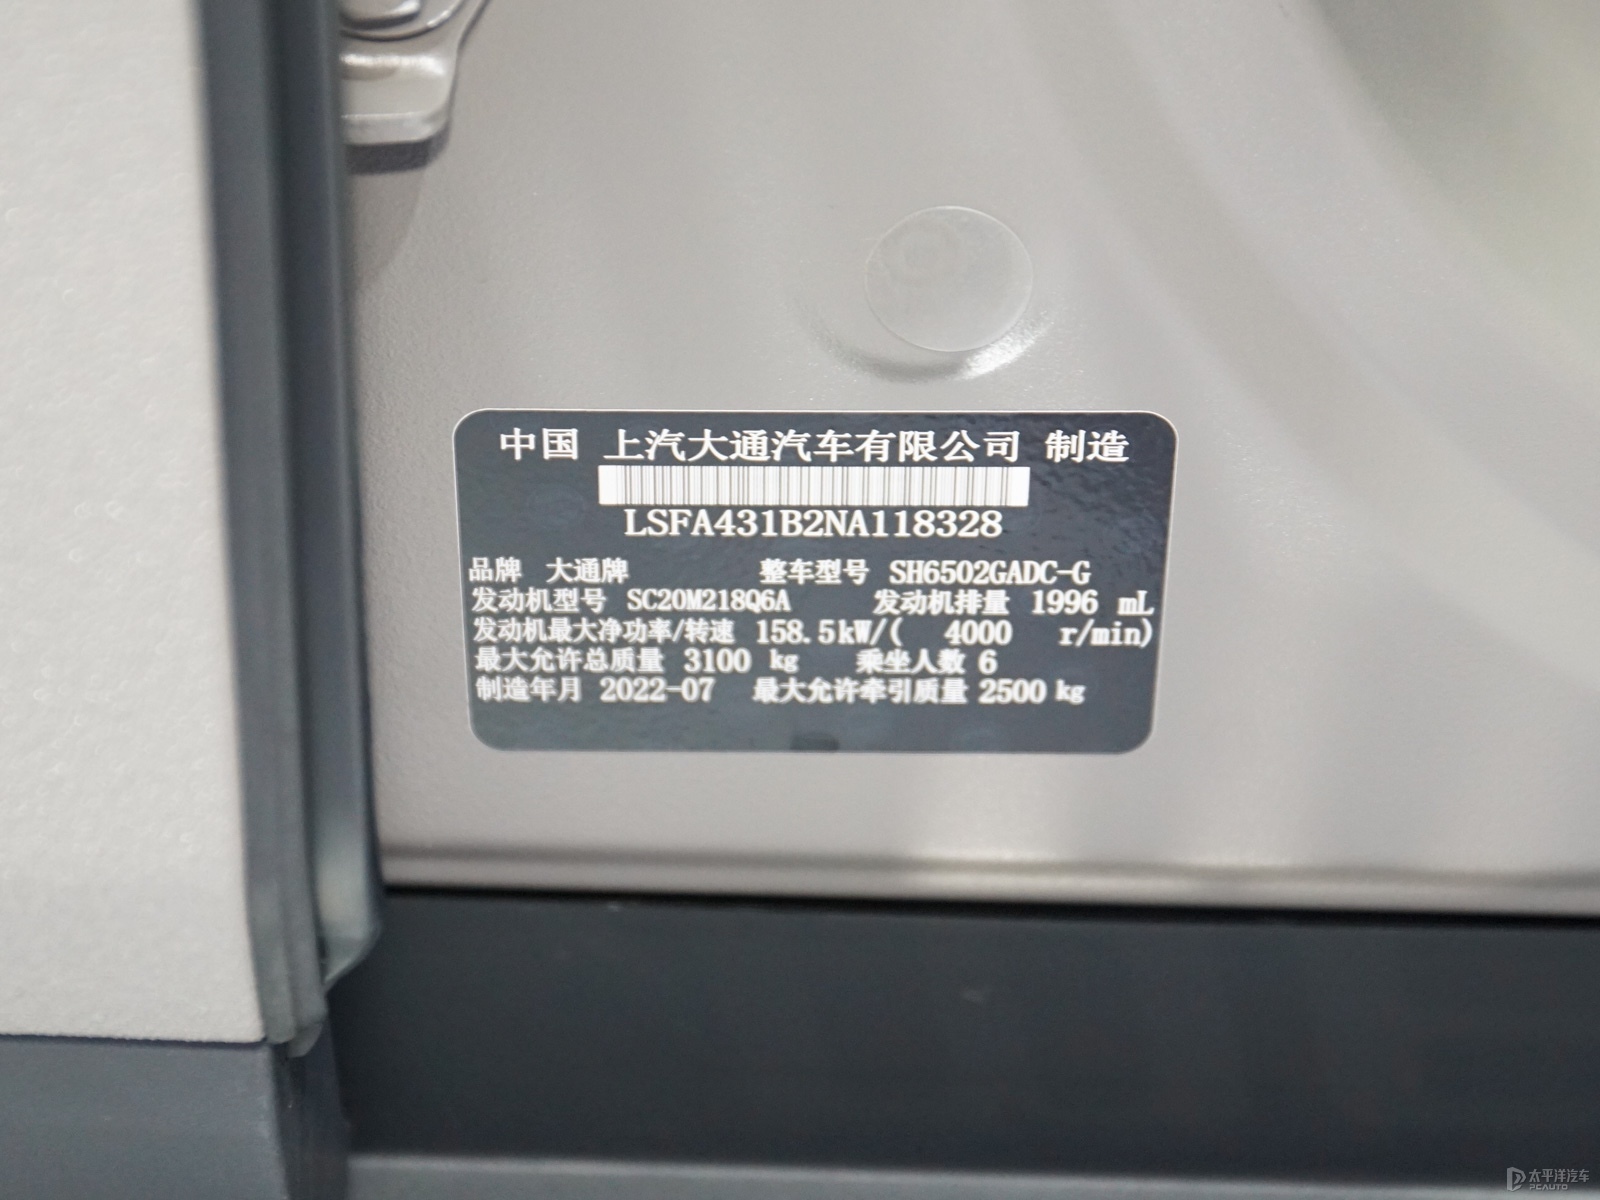 中国 上汽大通汽车有限公司 制造
LSFA431B2NA118328
品牌 大通牌 整车型号 SH6502GADC-G
发动机型号 SC20M218Q6A 发动机排量 1996 mL
发动机最大净功率/转速 158.5kW/( 4000 r/min)
最大允许总质量 3100 kg 乘坐人数 6
制造年月 2022-07 最大允许牵引质量 2500 kg
太平洋汽车
PCAUTO